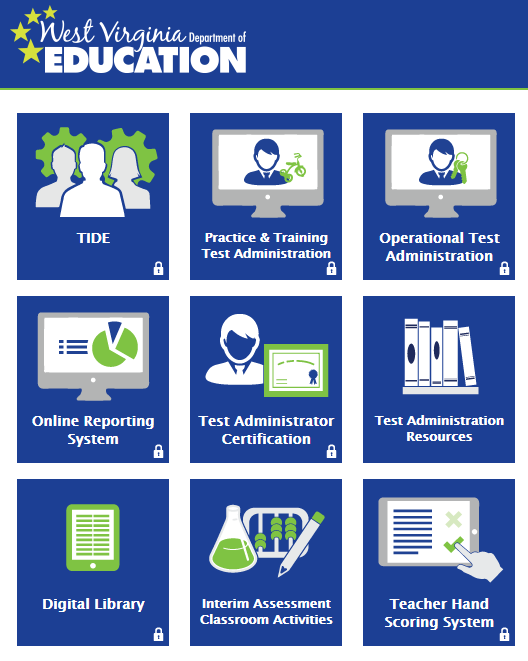 West Virginia Department of
EDUCATION
TIDE
Practice & Training
Test Administration
Operational Test
Administration
Online Reporting
System
Test Administrator
Certification
Test Administration
Resources
Digital Library
Interim Assessment
Classroom Activities
Teacher Hand
Scoring System